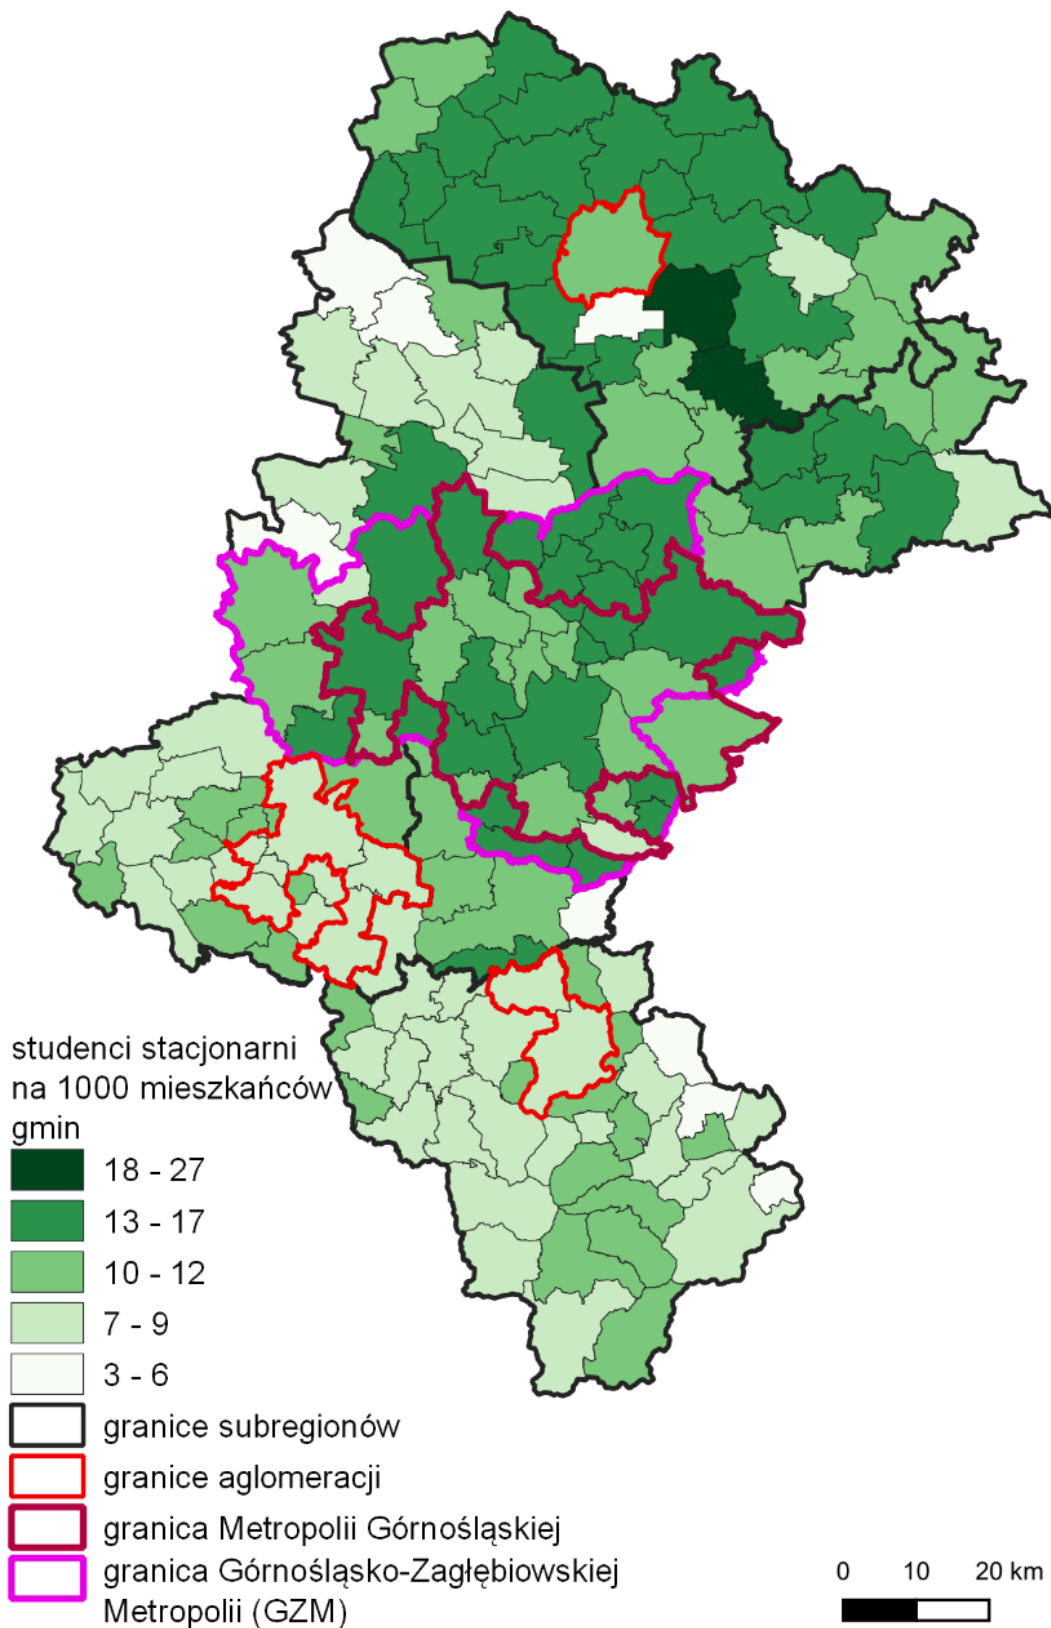 studenci stacjonarni
na 1000 mieszkańców
gmin
18 - 27
13 - 17
10 - 12
7 - 9
3 - 6
granice subregionów
granice aglomeracji
granica Metropolii Górnośląskiej
granica Górnośląsko-Zagłębiowskiej
Metropolii (GZM)
0 10 20 km